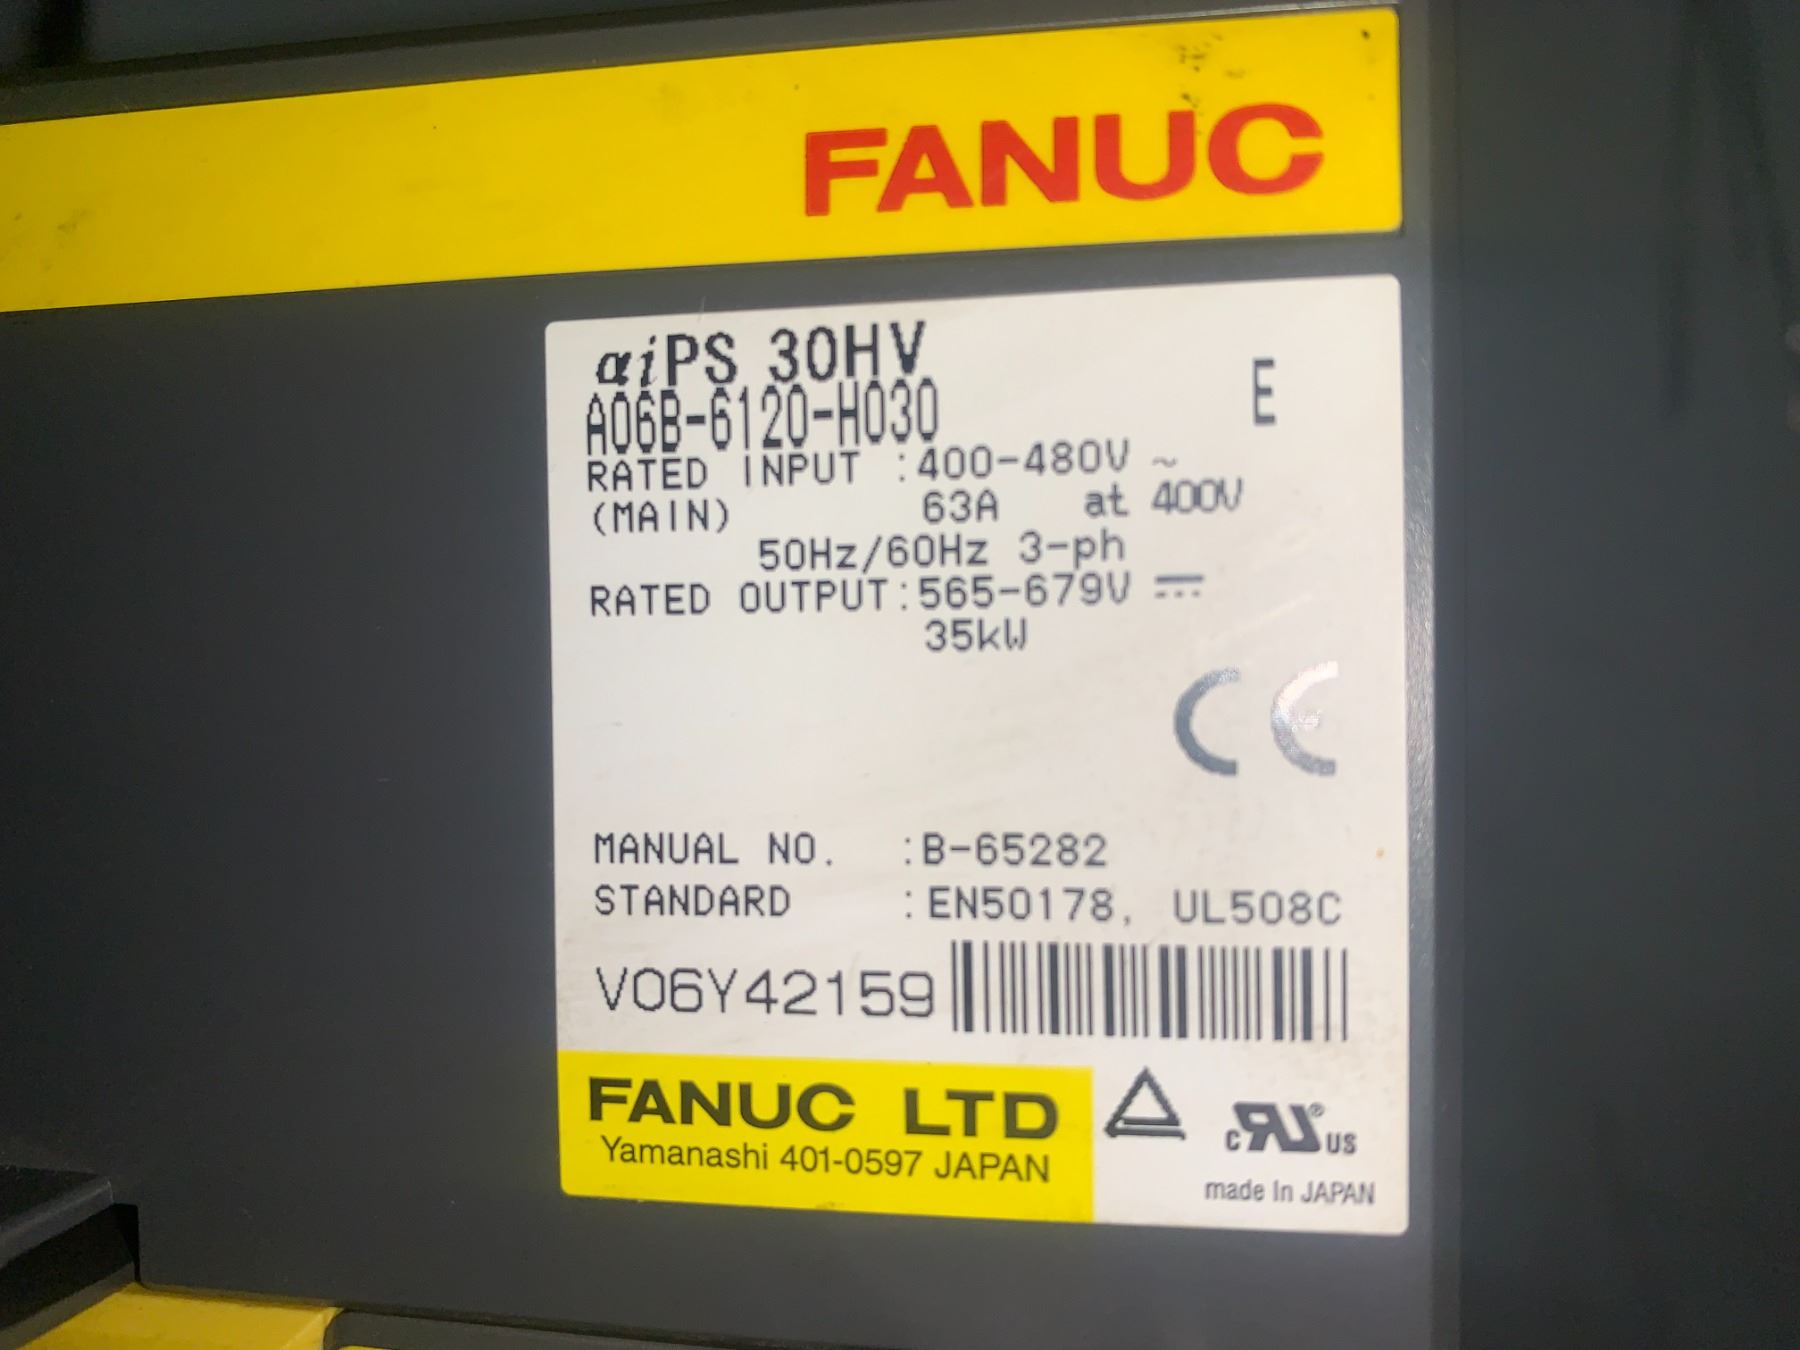 FANUC
αiPS 30HV
E
A06B-6120-H030
RATED INPUT :400-480V ~
(MAIN) 63A at 400V
50Hz/60Hz 3-ph
RATED OUTPUT:565-679V ⎓
35kW
CE
MANUAL NO. :B-65282
STANDARD :EN50178, UL508C
V06Y42159
FANUC LTD
Yamanashi 401-0597 JAPAN
c RU ® US
made In JAPAN